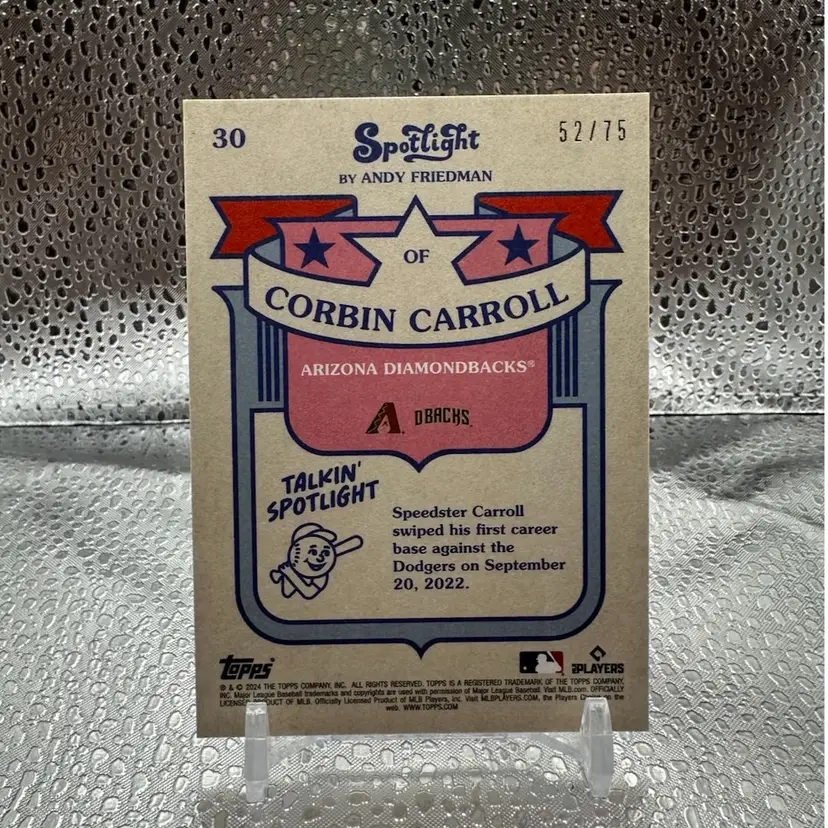 30
Spotlight
52/75
BY ANDY FRIEDMAN
OF
CORBIN CARROLL
ARIZONA DIAMONDBACKS®
A DBACKS
TALKIN'
SPOTLIGHT
Speedster Carroll
swiped his first career
base against the
Dodgers on September
20, 2022.
topps
PLAYERS
® & © 2024 THE TOPPS COMPANY, INC. ALL RIGHTS RESERVED. TOPPS IS A REGISTERED TRADEMARK OF THE TOPPS COMPANY,
INC. Major League Baseball trademarks and copyrights are used with permission of Major League Baseball. Visit MLB.com. OFFICIALLY
LICENSED PRODUCT OF MLB. Officially Licensed Product of MLB Players, Inc. Visit MLBPLAYERS.COM, the Players on the
web. WWW.TOPPS.COM